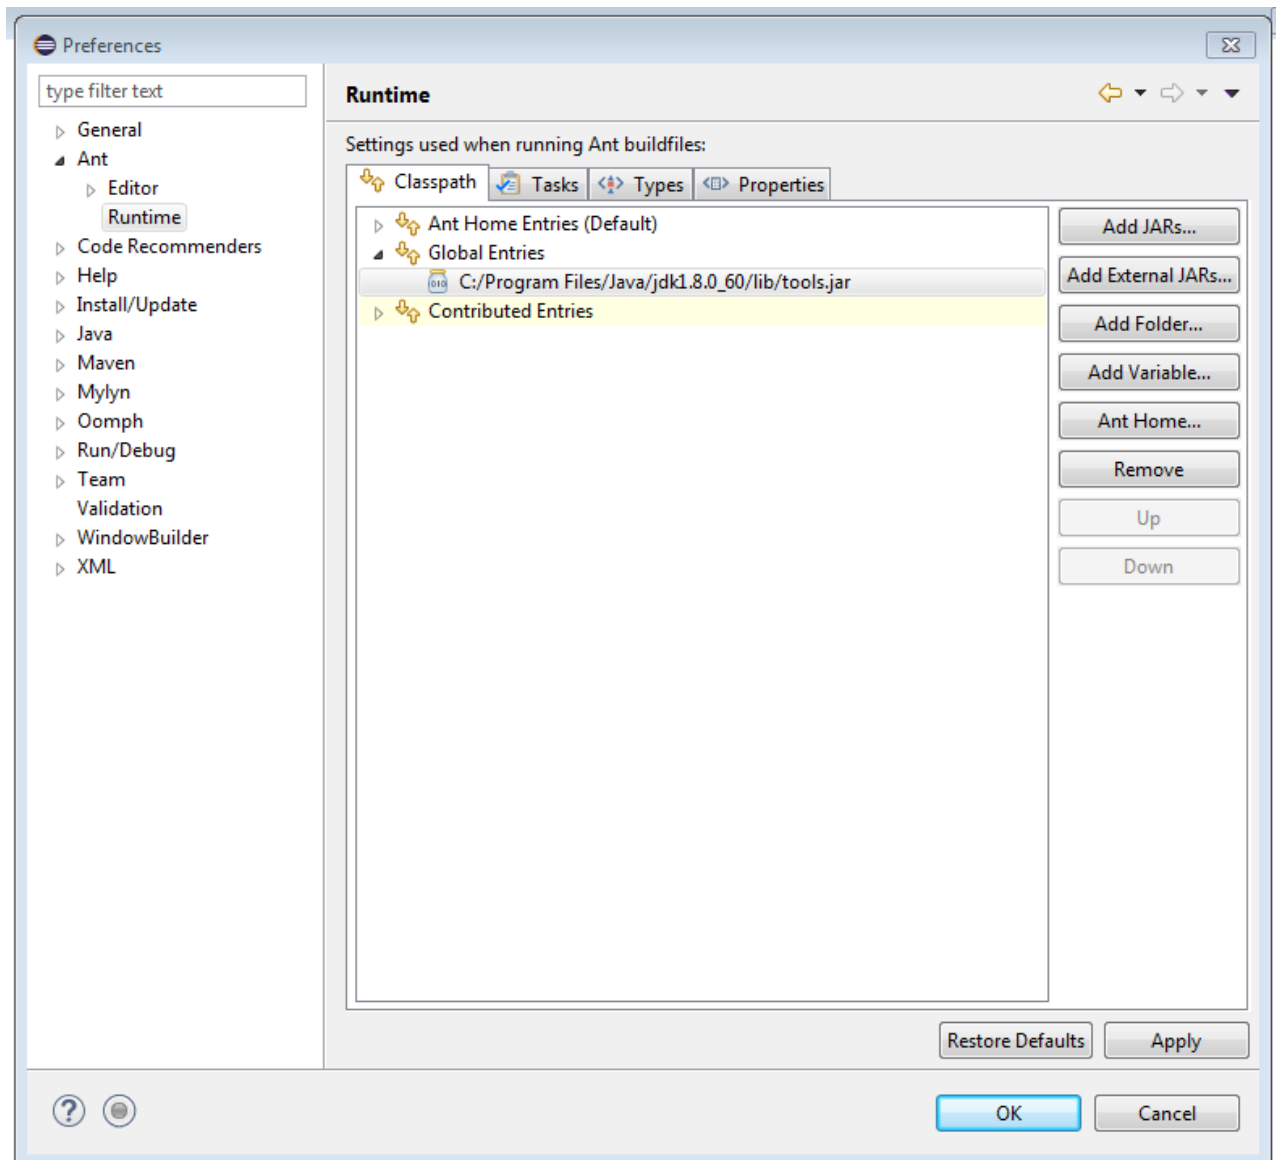 Preferences
type filter text
General
Ant
Editor
Runtime
Code Recommenders
Help
Install/Update
Java
Maven
Mylyn
Oomph
Run/Debug
Team
Validation
WindowBuilder
XML
Runtime
Settings used when running Ant buildfiles:
Classpath Tasks Types Properties
Ant Home Entries (Default)
Global Entries
010 C:/Program Files/Java/jdk1.8.0_60/lib/tools.jar
Contributed Entries
Add JARs...
Add External JARs...
Add Folder...
Add Variable...
Ant Home...
Remove
Up
Down
Restore Defaults Apply
? OK Cancel